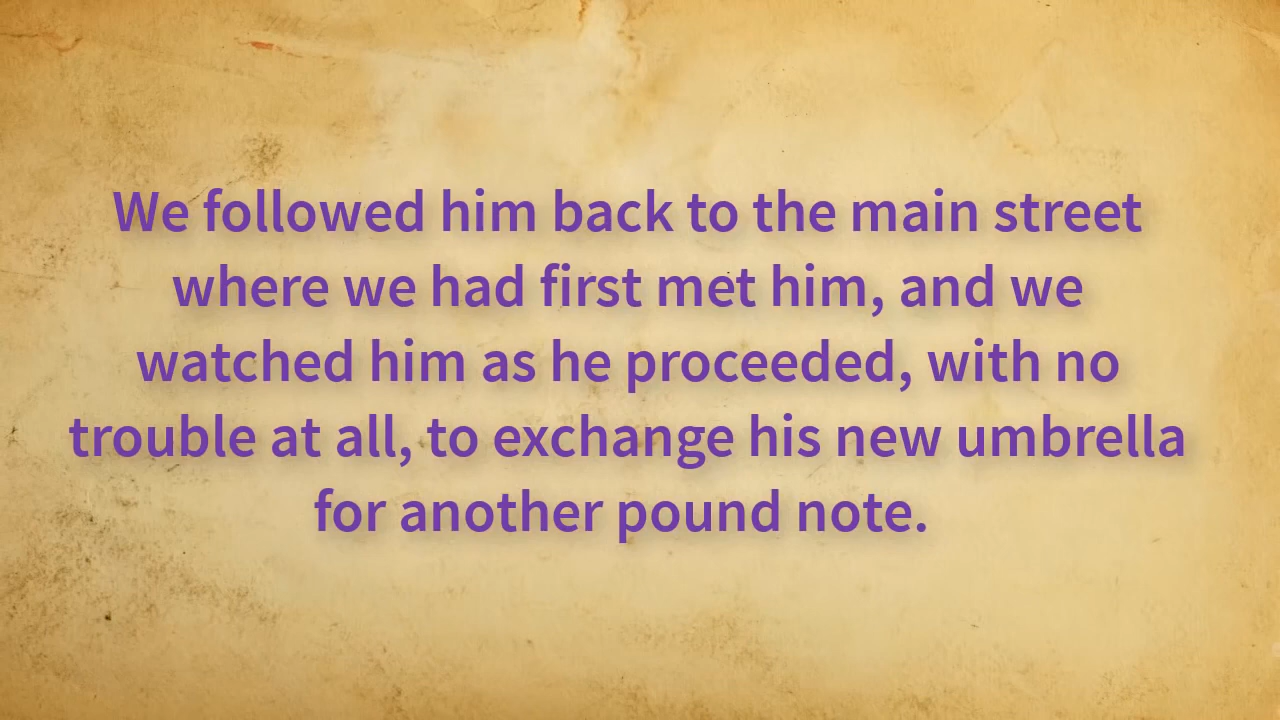 We followed him back to the main street
where we had first met him, and we
watched him as he proceeded, with no
trouble at all, to exchange his new umbrella
for another pound note.